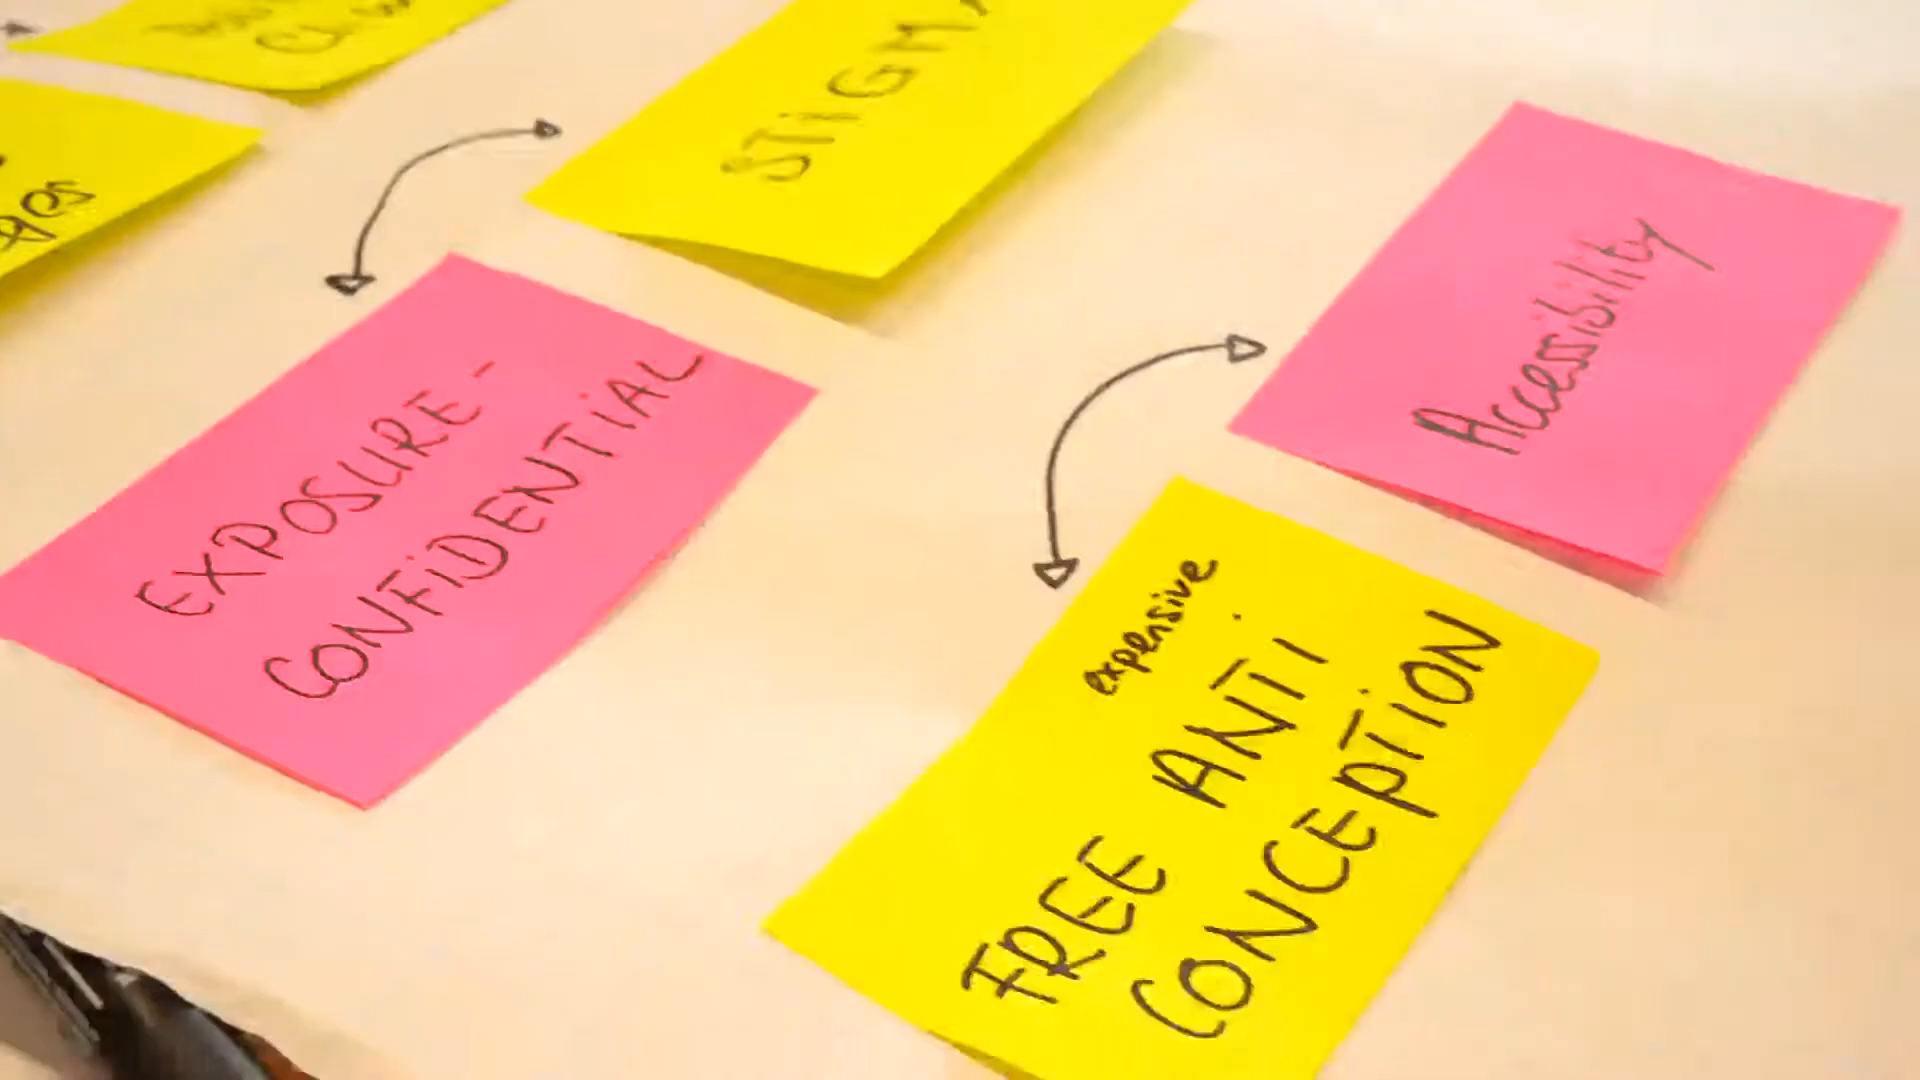 STIGMA
EXPOSURE -
CONFIDENTIAL
Accessibility
expensive
FREE ANTI
CONCEPTION